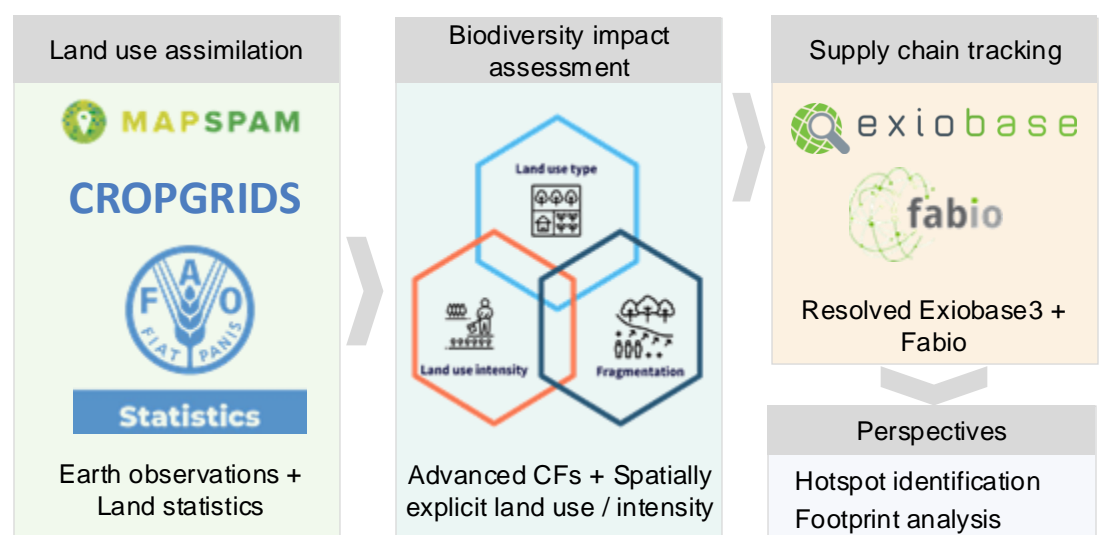 Land use assimilation
MAPSPAM
CROPGRIDS
F A O
FIAT PANIS
Statistics
Earth observations +
Land statistics
Biodiversity impact
assessment
Land use type
Land use intensity
Fragmentation
Advanced CFs + Spatially
explicit land use / intensity
Supply chain tracking
exiobase
fabio
Resolved Exiobase3 +
Fabio
Perspectives
Hotspot identification
Footprint analysis